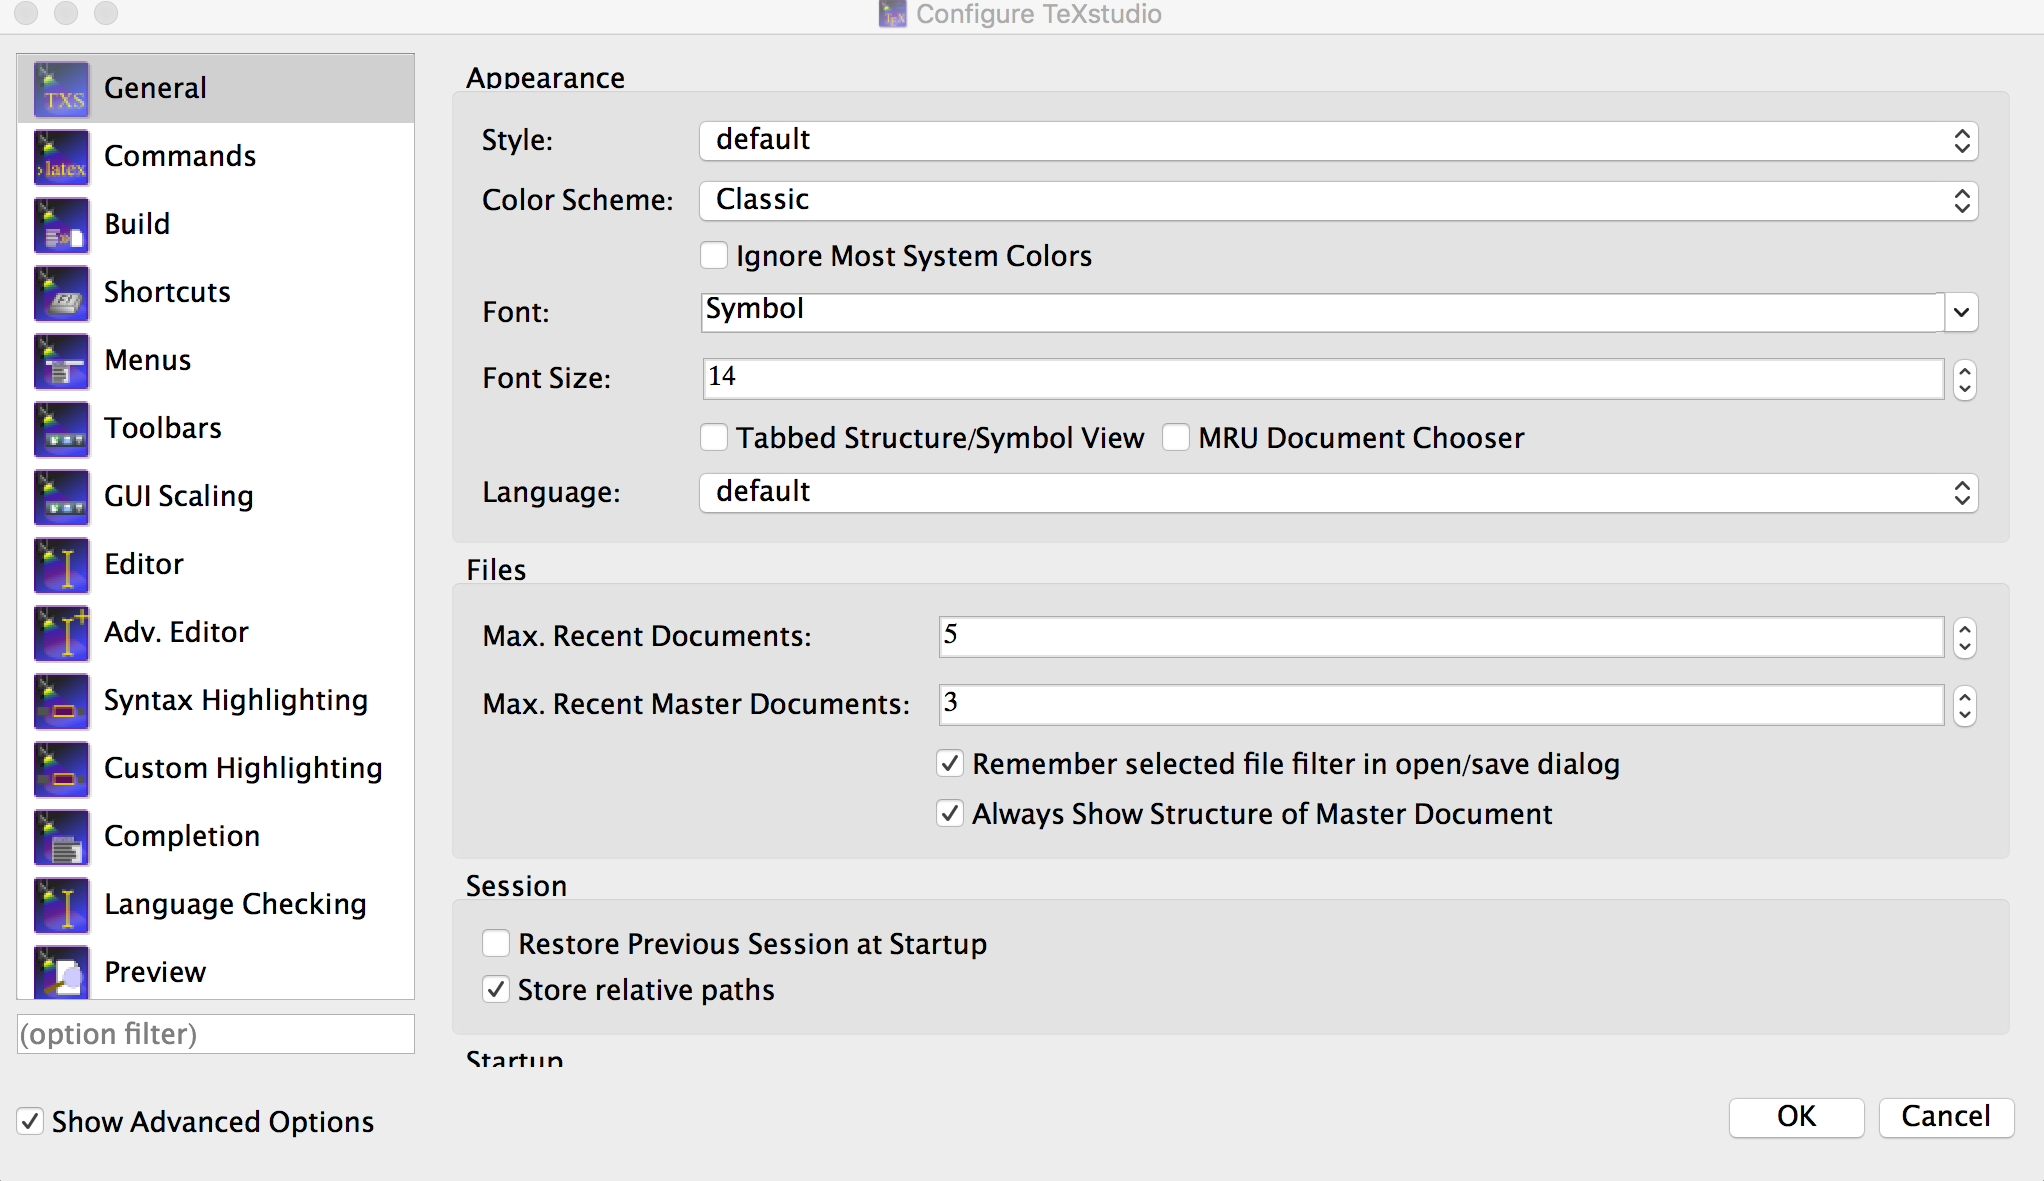 Configure TeXstudio
General
Commands
Build
Shortcuts
Menus
Toolbars
GUI Scaling
Editor
Adv. Editor
Syntax Highlighting
Custom Highlighting
Completion
Language Checking
Preview
(option filter)
Show Advanced Options
Appearance
Style: default
Color Scheme: Classic
Ignore Most System Colors
Font: Symbol
Font Size: 14
Tabbed Structure/Symbol View MRU Document Chooser
Language: default
Files
Max. Recent Documents: 5
Max. Recent Master Documents: 3
Remember selected file filter in open/save dialog
Always Show Structure of Master Document
Session
Restore Previous Session at Startup
Store relative paths
Startup
OK Cancel
TXS
latex